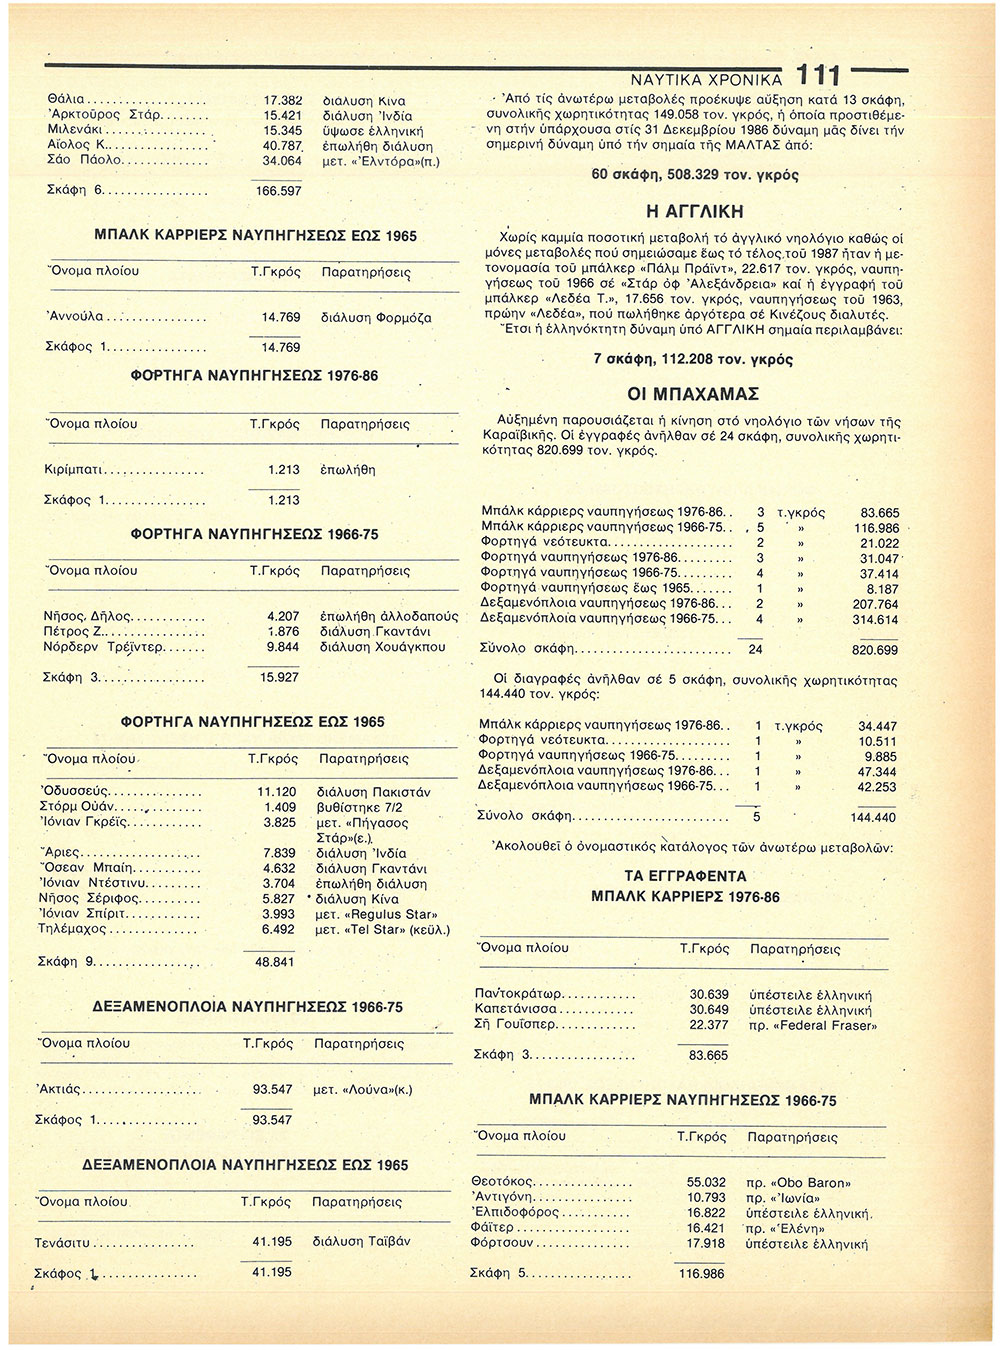 ΝΑΥΤΙΚΑ ΧΡΟΝΙΚΑ 111
Θάλια.................. 17.382 διάλυση Κίνα
Ἀρκτοῦρος Στάρ........ 15.421 διάλυση Ἰνδία
Μιλενάκι............... 15.345 ὕψωσε ἑλληνική
Αἴολος Κ............... 40.787 ἐπωλήθη διάλυση
Σάο Πάολο............. 34.064 μετ. «Ἐλντόρα»(π.)
Σκάφη 6................ 166.597
ΜΠΑΛΚ ΚΑΡΡΙΕΡΣ ΝΑΥΠΗΓΗΣΕΩΣ ΕΩΣ 1965
Ὄνομα πλοίου Τ.Γκρός Παρατηρήσεις
Ἀννούλα............... 14.769 διάλυση Φορμόζα
Σκάφος 1............... 14.769
ΦΟΡΤΗΓΑ ΝΑΥΠΗΓΗΣΕΩΣ 1976-86
Ὄνομα πλοίου Τ.Γκρός Παρατηρήσεις
Κιρίμπατι............... 1.213 ἐπωλήθη
Σκάφος 1............... 1.213
ΦΟΡΤΗΓΑ ΝΑΥΠΗΓΗΣΕΩΣ 1966-75
Ὄνομα πλοίου Τ.Γκρός Παρατηρήσεις
Νῆσος Δῆλος........... 4.207 ἐπωλήθη ἀλλοδαπούς
Πέτρος Ζ............... 1.876 διάλυση Γκαντάνι
Νόρδερν Τρέϊντερ...... 9.844 διάλυση Χουάγκπου
Σκάφη 3................ 15.927
ΦΟΡΤΗΓΑ ΝΑΥΠΗΓΗΣΕΩΣ ΕΩΣ 1965
Ὄνομα πλοίου Τ.Γκρός Παρατηρήσεις
Ὀδυσσεύς.............. 11.120 διάλυση Πακιστάν
Στόρμ Οὐάν............ 1.409 βυθίστηκε 7/2
Ἰόνιαν Γκρέϊς........... 3.825 μετ. «Πήγασος
Στάρ»(ε.)
Ἄριες.................. 7.839 διάλυση Ἰνδία
Ὄσεαν Μπαίη.......... 4.632 διάλυση Γκαντάνι
Ἰόνιαν Ντέστινυ........ 3.704 ἐπωλήθη διάλυση
Νῆσος Σέριφος......... 5.827 διάλυση Κίνα
Ἰόνιαν Σπίριτ........... 3.993 μετ. «Regulus Star»
Τηλέμαχος............. 6.492 μετ. «Tel Star» (κεϋλ.)
Σκάφη 9................ 48.841
ΔΕΞΑΜΕΝΟΠΛΟΙΑ ΝΑΥΠΗΓΗΣΕΩΣ 1966-75
Ὄνομα πλοίου Τ.Γκρός Παρατηρήσεις
Ἀκτιάς.................. 93.547 μετ. «Λούνα»(κ.)
Σκάφος 1............... 93.547
ΔΕΞΑΜΕΝΟΠΛΟΙΑ ΝΑΥΠΗΓΗΣΕΩΣ ΕΩΣ 1965
Ὄνομα πλοίου Τ.Γκρός Παρατηρήσεις
Τενάσιτυ............... 41.195 διάλυση Ταϊβάν
Σκάφος 1............... 41.195
Ἀπό τίς ἀνωτέρω μεταβολές προέκυψε αὔξηση κατά 13 σκάφη,
συνολικῆς χωρητικότητας 149.058 τον. γκρός, ἡ ὁποία προστιθέμε-
νη στήν ὑπάρχουσα στίς 31 Δεκεμβρίου 1986 δύναμη μᾶς δίνει τήν
σημερινή δύναμη ὑπό τήν σημαία τῆς ΜΑΛΤΑΣ ἀπό:
60 σκάφη, 508.329 τον. γκρός
Η ΑΓΓΛΙΚΗ
Χωρίς καμμία ποσοτική μεταβολή τό ἀγγλικό νηολόγιο καθώς οἱ
μόνες μεταβολές πού σημειώσαμε ἕως τό τέλος τοῦ 1987 ἦταν ἡ με-
τονομασία τοῦ μπάλκερ «Πάλμ Πράϊντ», 22.617 τον. γκρός, ναυπη-
γήσεως τοῦ 1966 σέ «Στάρ ὀφ Ἀλεξάνδρεια» καί ἡ ἐγγραφή τοῦ
μπάλκερ «Λεδέα Τ.», 17.656 τον. γκρός, ναυπηγήσεως τοῦ 1963,
πρώην «Λεδέα», πού πωλήθηκε ἀργότερα σέ Κινέζους διαλυτές.
Ἔτσι ἡ ἑλληνόκτητη δύναμη ὑπό ΑΓΓΛΙΚΗ σημαία περιλαμβάνει:
7 σκάφη, 112.208 τον. γκρός
ΟΙ ΜΠΑΧΑΜΑΣ
Αὐξημένη παρουσιάζεται ἡ κίνηση στό νηολόγιο τῶν νήσων τῆς
Καραϊβικῆς. Οἱ ἐγγραφές ἀνῆλθαν σέ 24 σκάφη, συνολικῆς χωρητι-
κότητας 820.699 τον. γκρός.
Μπάλκ κάρριερς ναυπηγήσεως 1976-86.. 3 τ.γκρός 83.665
Μπάλκ κάρριερς ναυπηγήσεως 1966-75.. 5 » 116.986
Φορτηγά νεότευκτα.................... 2 » 21.022
Φορτηγά ναυπηγήσεως 1976-86......... 3 » 31.047
Φορτηγά ναυπηγήσεως 1966-75......... 4 » 37.414
Φορτηγά ναυπηγήσεως ἕως 1965....... 1 » 8.187
Δεξαμενόπλοια ναυπηγήσεως 1976-86... 2 » 207.764
Δεξαμενόπλοια ναυπηγήσεως 1966-75... 4 » 314.614
Σύνολο σκάφη......................... 24 820.699
Οἱ διαγραφές ἀνῆλθαν σέ 5 σκάφη, συνολικῆς χωρητικότητας
144.440 τον. γκρός:
Μπάλκ κάρριερς ναυπηγήσεως 1976-86.. 1 τ.γκρός 34.447
Φορτηγά νεότευκτα.................... 1 » 10.511
Φορτηγά ναυπηγήσεως 1966-75......... 1 » 9.885
Δεξαμενόπλοια ναυπηγήσεως 1976-86... 1 » 47.344
Δεξαμενόπλοια ναυπηγήσεως 1966-75... 1 » 42.253
Σύνολο σκάφη......................... 5 144.440
Ἀκολουθεῖ ὁ ὀνομαστικός κατάλογος τῶν ἀνωτέρω μεταβολῶν:
ΤΑ ΕΓΓΡΑΦΕΝΤΑ
ΜΠΑΛΚ ΚΑΡΡΙΕΡΣ 1976-86
Ὄνομα πλοίου Τ.Γκρός Παρατηρήσεις
Παντοκράτωρ............ 30.639 ὑπέστειλε ἑλληνική
Καπετάνισσα............ 30.649 ὑπέστειλε ἑλληνική
Σῆ Γουΐσπερ............. 22.377 πρ. «Federal Fraser»
Σκάφη 3................. 83.665
ΜΠΑΛΚ ΚΑΡΡΙΕΡΣ ΝΑΥΠΗΓΗΣΕΩΣ 1966-75
Ὄνομα πλοίου Τ.Γκρός Παρατηρήσεις
Θεοτόκος................ 55.032 πρ. «Obo Baron»
Ἀντιγόνη................ 10.793 πρ. «Ἰωνία»
Ἐλπιδοφόρος........... 16.822 ὑπέστειλε ἑλληνική.
Φάϊτερ.................. 16.421 πρ. «Ἑλένη»
Φόρτσουν............... 17.918 ὑπέστειλε ἑλληνική
Σκάφη 5................. 116.986